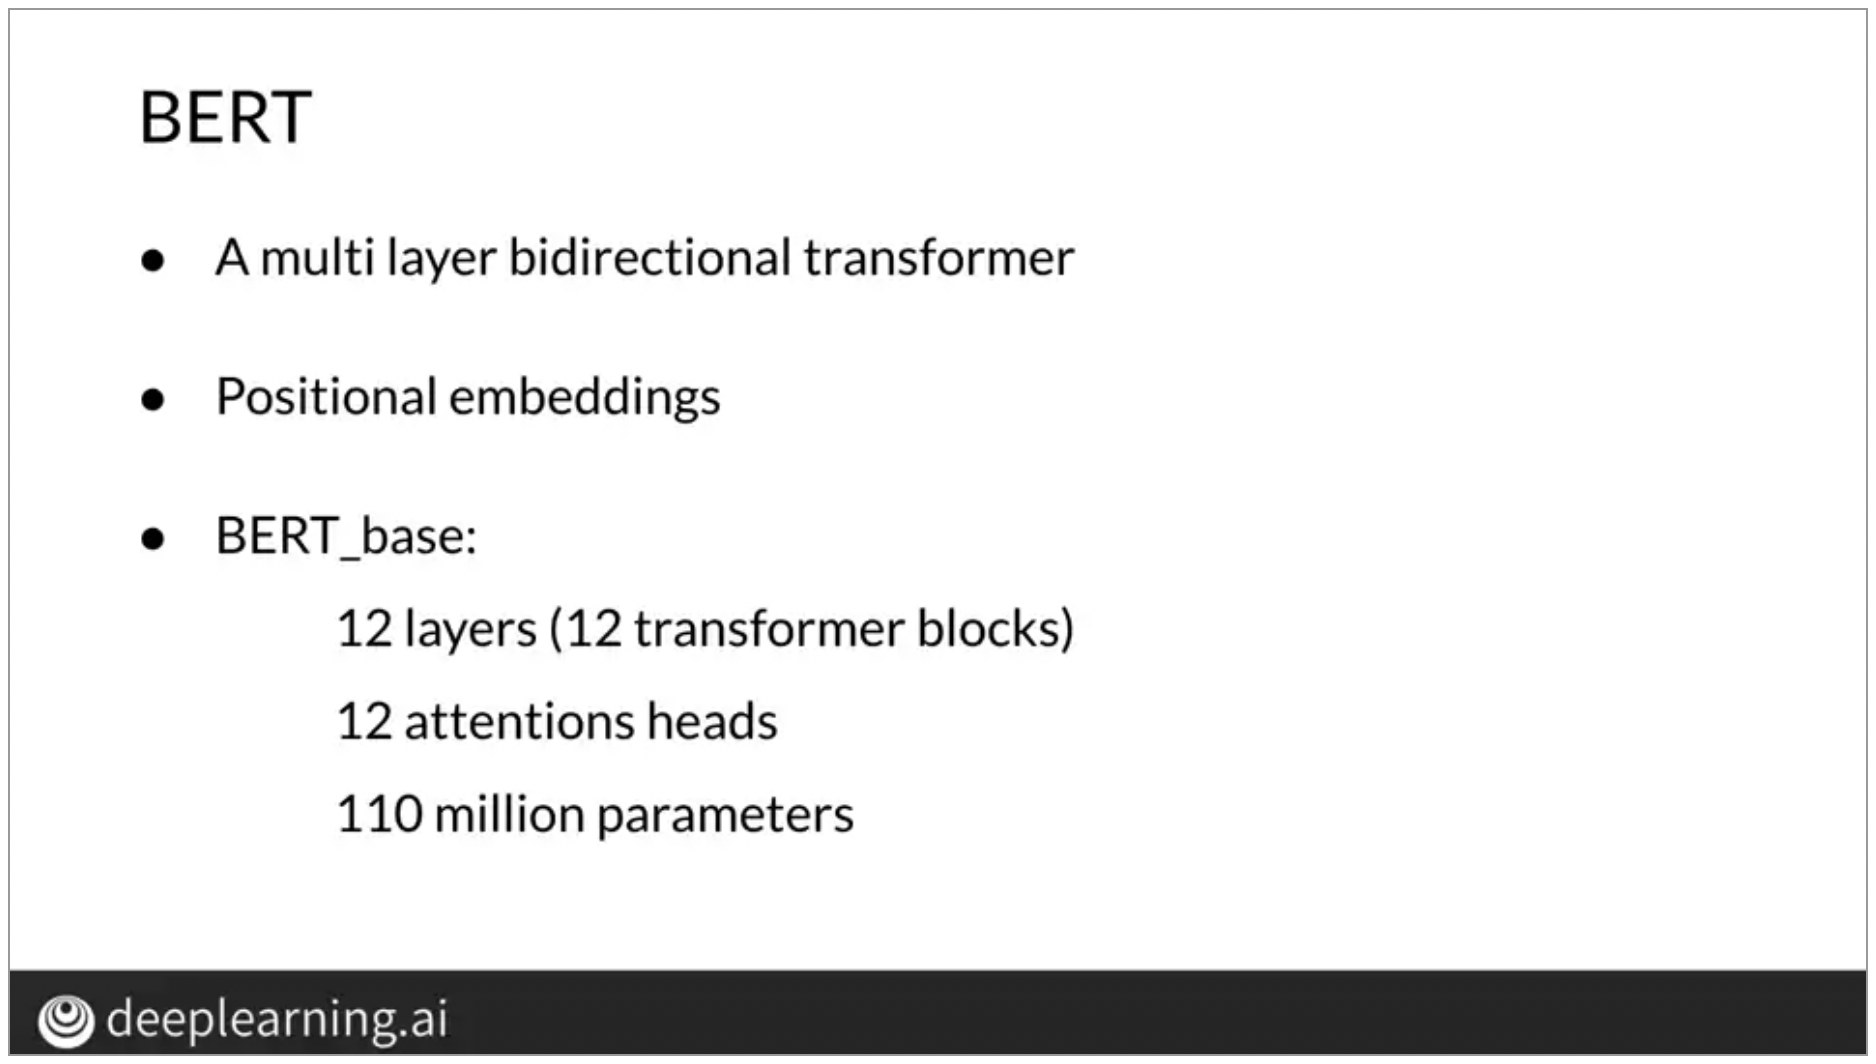 BERT
● A multi layer bidirectional transformer
● Positional embeddings
● BERT_base:
12 layers (12 transformer blocks)
12 attentions heads
110 million parameters
deeplearning.ai